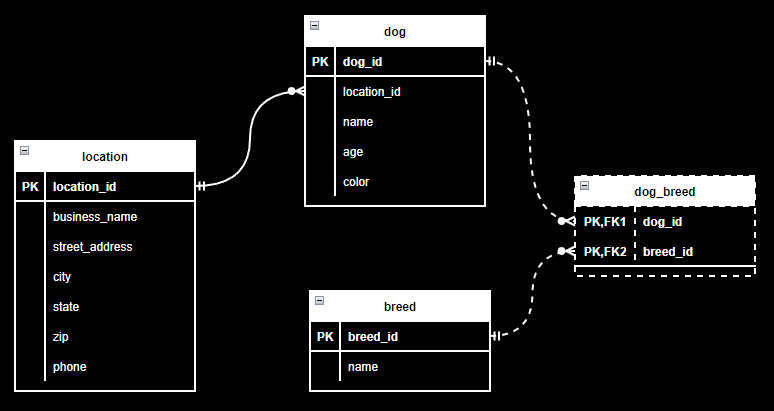 dog
PK dog_id
location_id
name
age
color
location
PK location_id
business_name
street_address
city
state
zip
phone
dog_breed
PK,FK1 dog_id
PK,FK2 breed_id
breed
PK breed_id
name